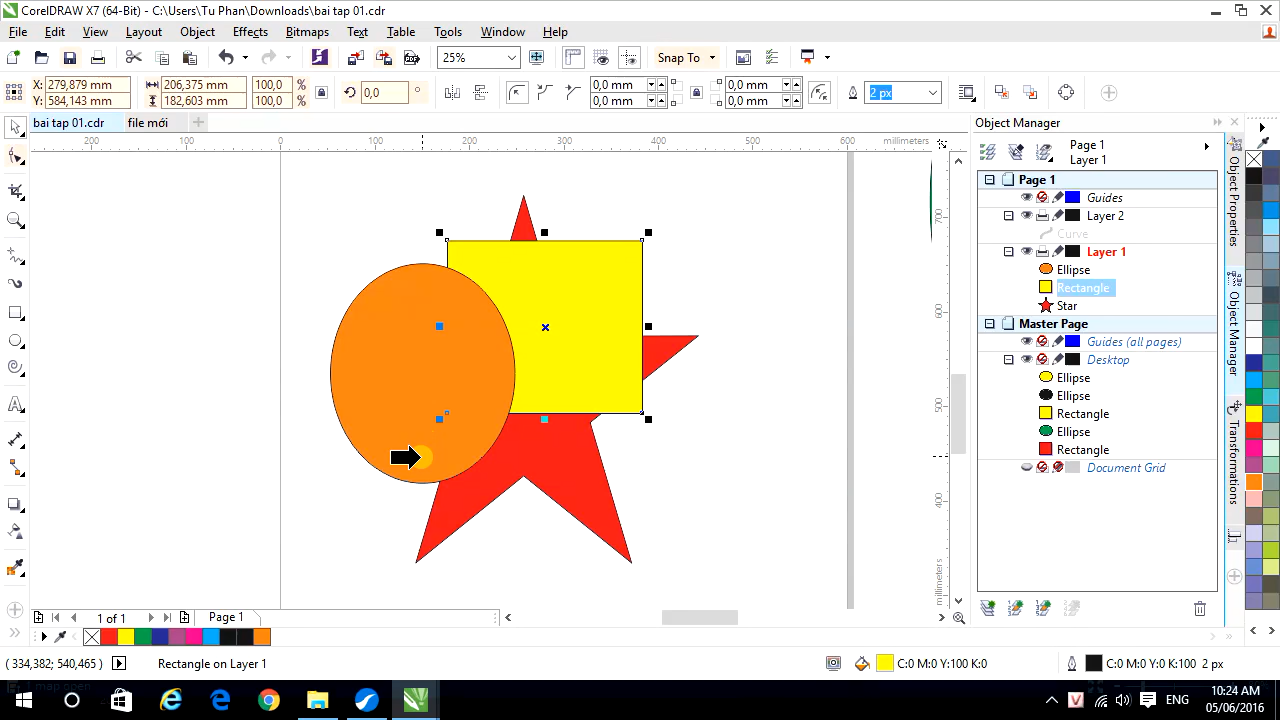 CorelDRAW X7 (64-Bit) - C:\Users\Tu Phan\Downloads\bai tap 01.cdr
File Edit View Layout Object Effects Bitmaps Text Table Tools Window Help
25% Snap To
X: 279,879 mm 206,375 mm 100,0 % 0,0 ° 0,0 mm 0,0 mm 2 px
Y: 584,143 mm 182,603 mm 100,0 % 0,0 mm 0,0 mm
bai tap 01.cdr file mới
Object Manager
200 100 0 100 200 300 400 500 600 millimeters
700
600
500
400
millimeters
Page 1
Layer 1
Page 1
Guides
Layer 2
Curve
Layer 1
Ellipse
Rectangle
Star
Master Page
Guides (all pages)
Desktop
Ellipse
Ellipse
Rectangle
Ellipse
Rectangle
Document Grid
Object Properties
Object Manager
Transformations
1 of 1 Page 1
( 334,382; 540,465 ) Rectangle on Layer 1 C:0 M:0 Y:100 K:0 C:0 M:0 Y:0 K:100 2 px
ENG
10:24 AM
05/06/2016